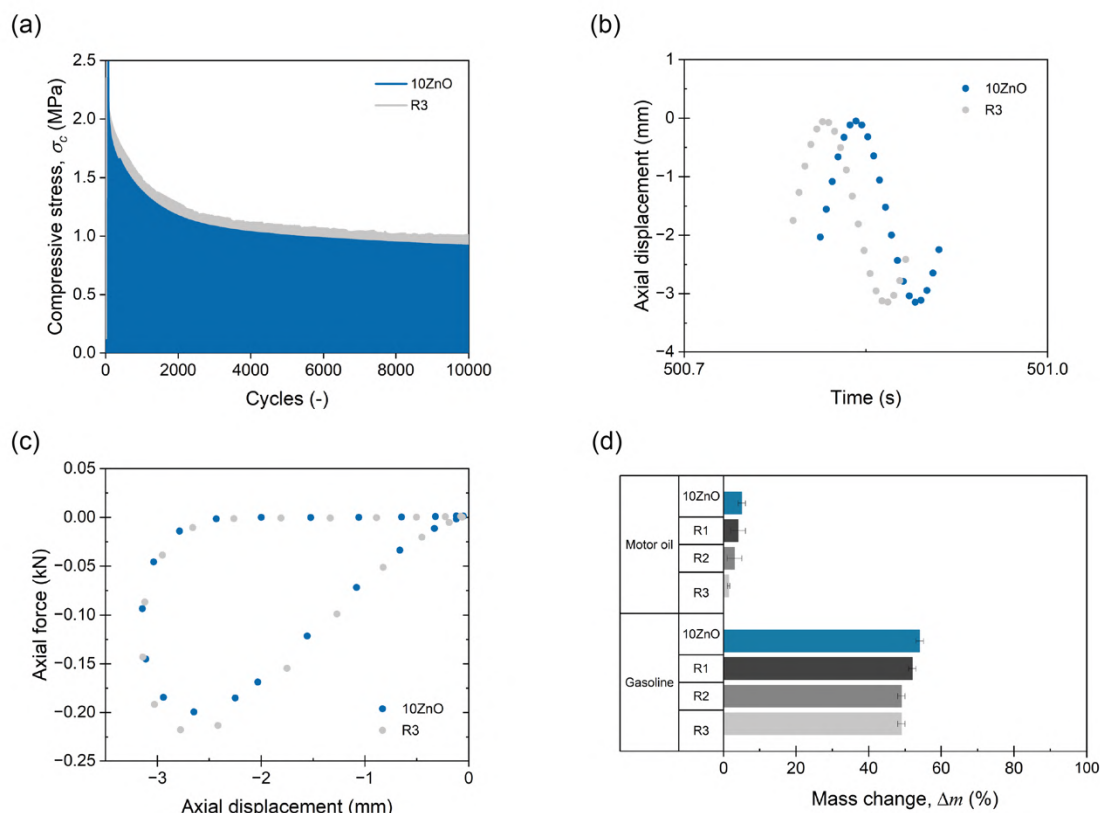 (a)
2.5
2.0
1.5
1.0
0.5
0.0
Compressive stress, σc (MPa)
10ZnO
R3
0
2000
4000
6000
8000
10000
Cycles (-)
(b)
1
0
−1
−2
−3
−4
Axial displacement (mm)
10ZnO
R3
500.7
501.0
Time (s)
(c)
0.05
0.00
−0.05
−0.10
−0.15
−0.20
−0.25
Axial force (kN)
10ZnO
R3
−3
−2
−1
0
Axial displacement (mm)
(d)
Motor oil
10ZnO
R1
R2
R3
Gasoline
10ZnO
R1
R2
R3
0
20
40
60
80
100
Mass change, Δm (%)